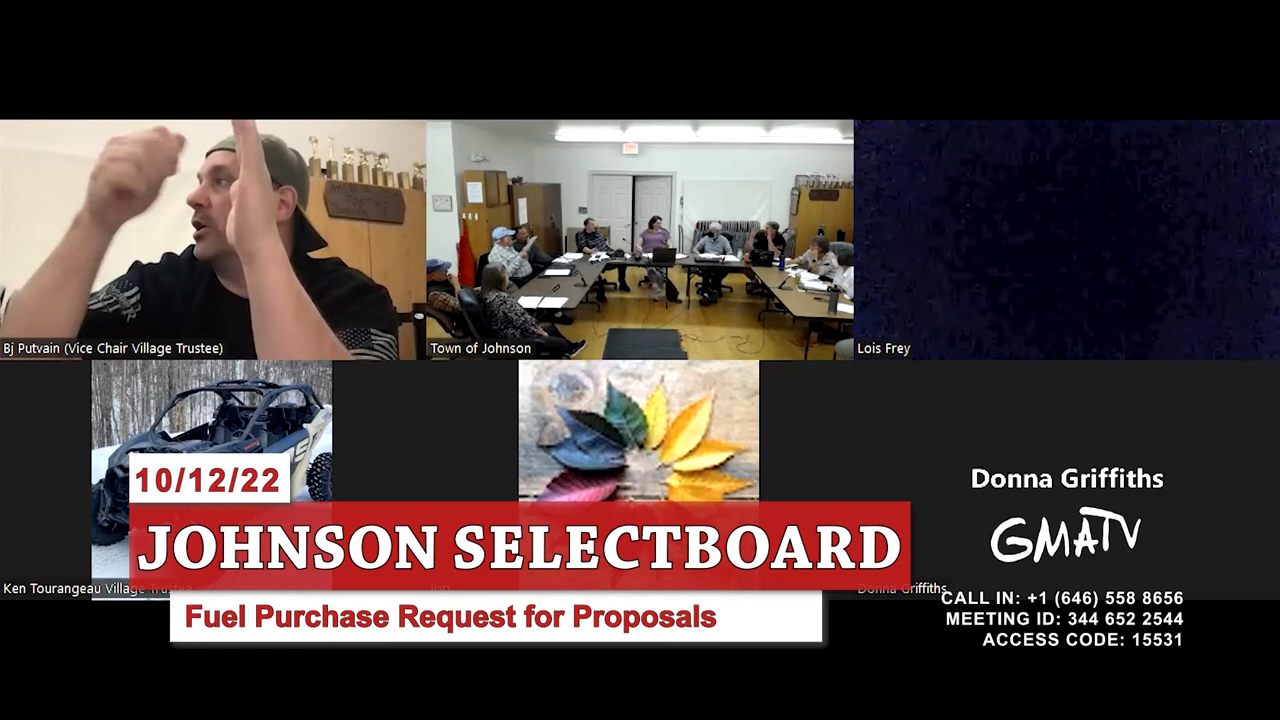 Bj Putvain (Vice Chair Village Trustee)
Town of Johnson
Lois Frey
Donna Griffiths
GMATV
10/12/22
JOHNSON SELECTBOARD
Ken Tourangeau Village Trustee
Donna Griffiths
Fuel Purchase Request for Proposals
CALL IN: +1 (646) 558 8656
MEETING ID: 344 652 2544
ACCESS CODE: 15531